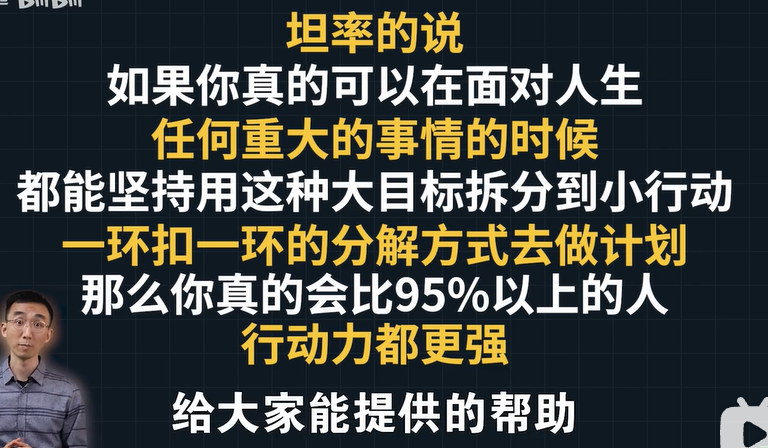 坦率的说
如果你真的可以在面对人生
任何重大的事情的时候
都能坚持用这种大目标拆分到小行动
一环扣一环的分解方式去做计划
那么你真的会比95%以上的人
行动力都更强
给大家能提供的帮助